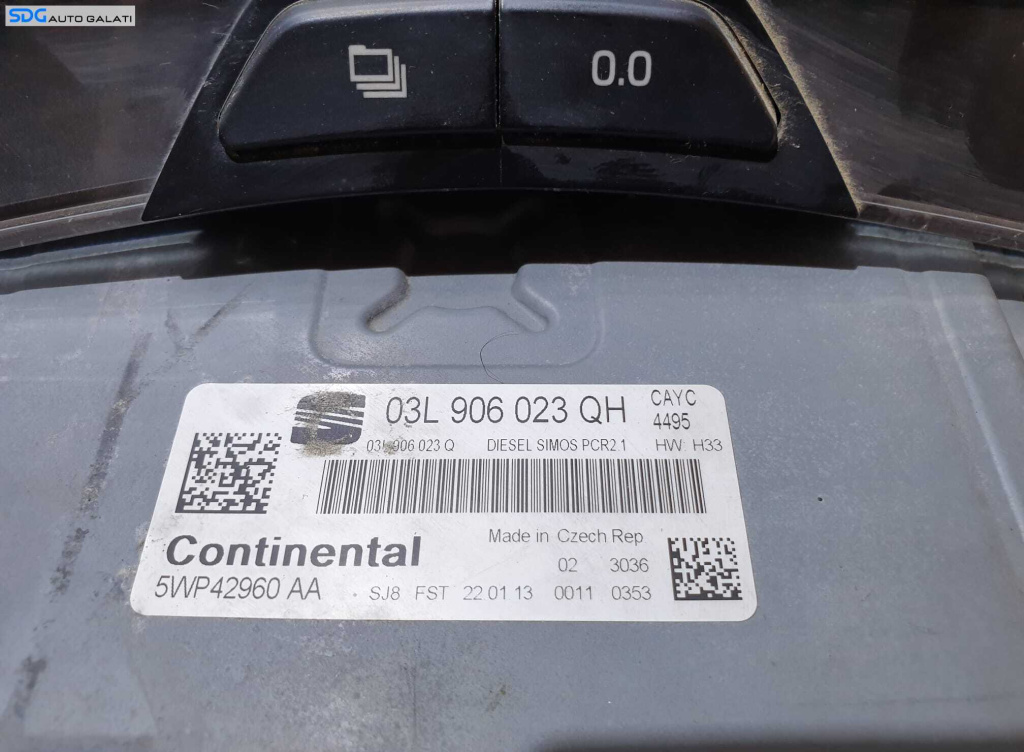 SDG AUTO GALATI
0.0
03L 906 023 QH
CAYC
4495
03L 906 023 Q DIESEL SIMOS PCR2.1 HW H33
Made in Czech Rep
Continental
02 3036
5WP42960 AA SJ8 FST 22 01 13 0011 0353